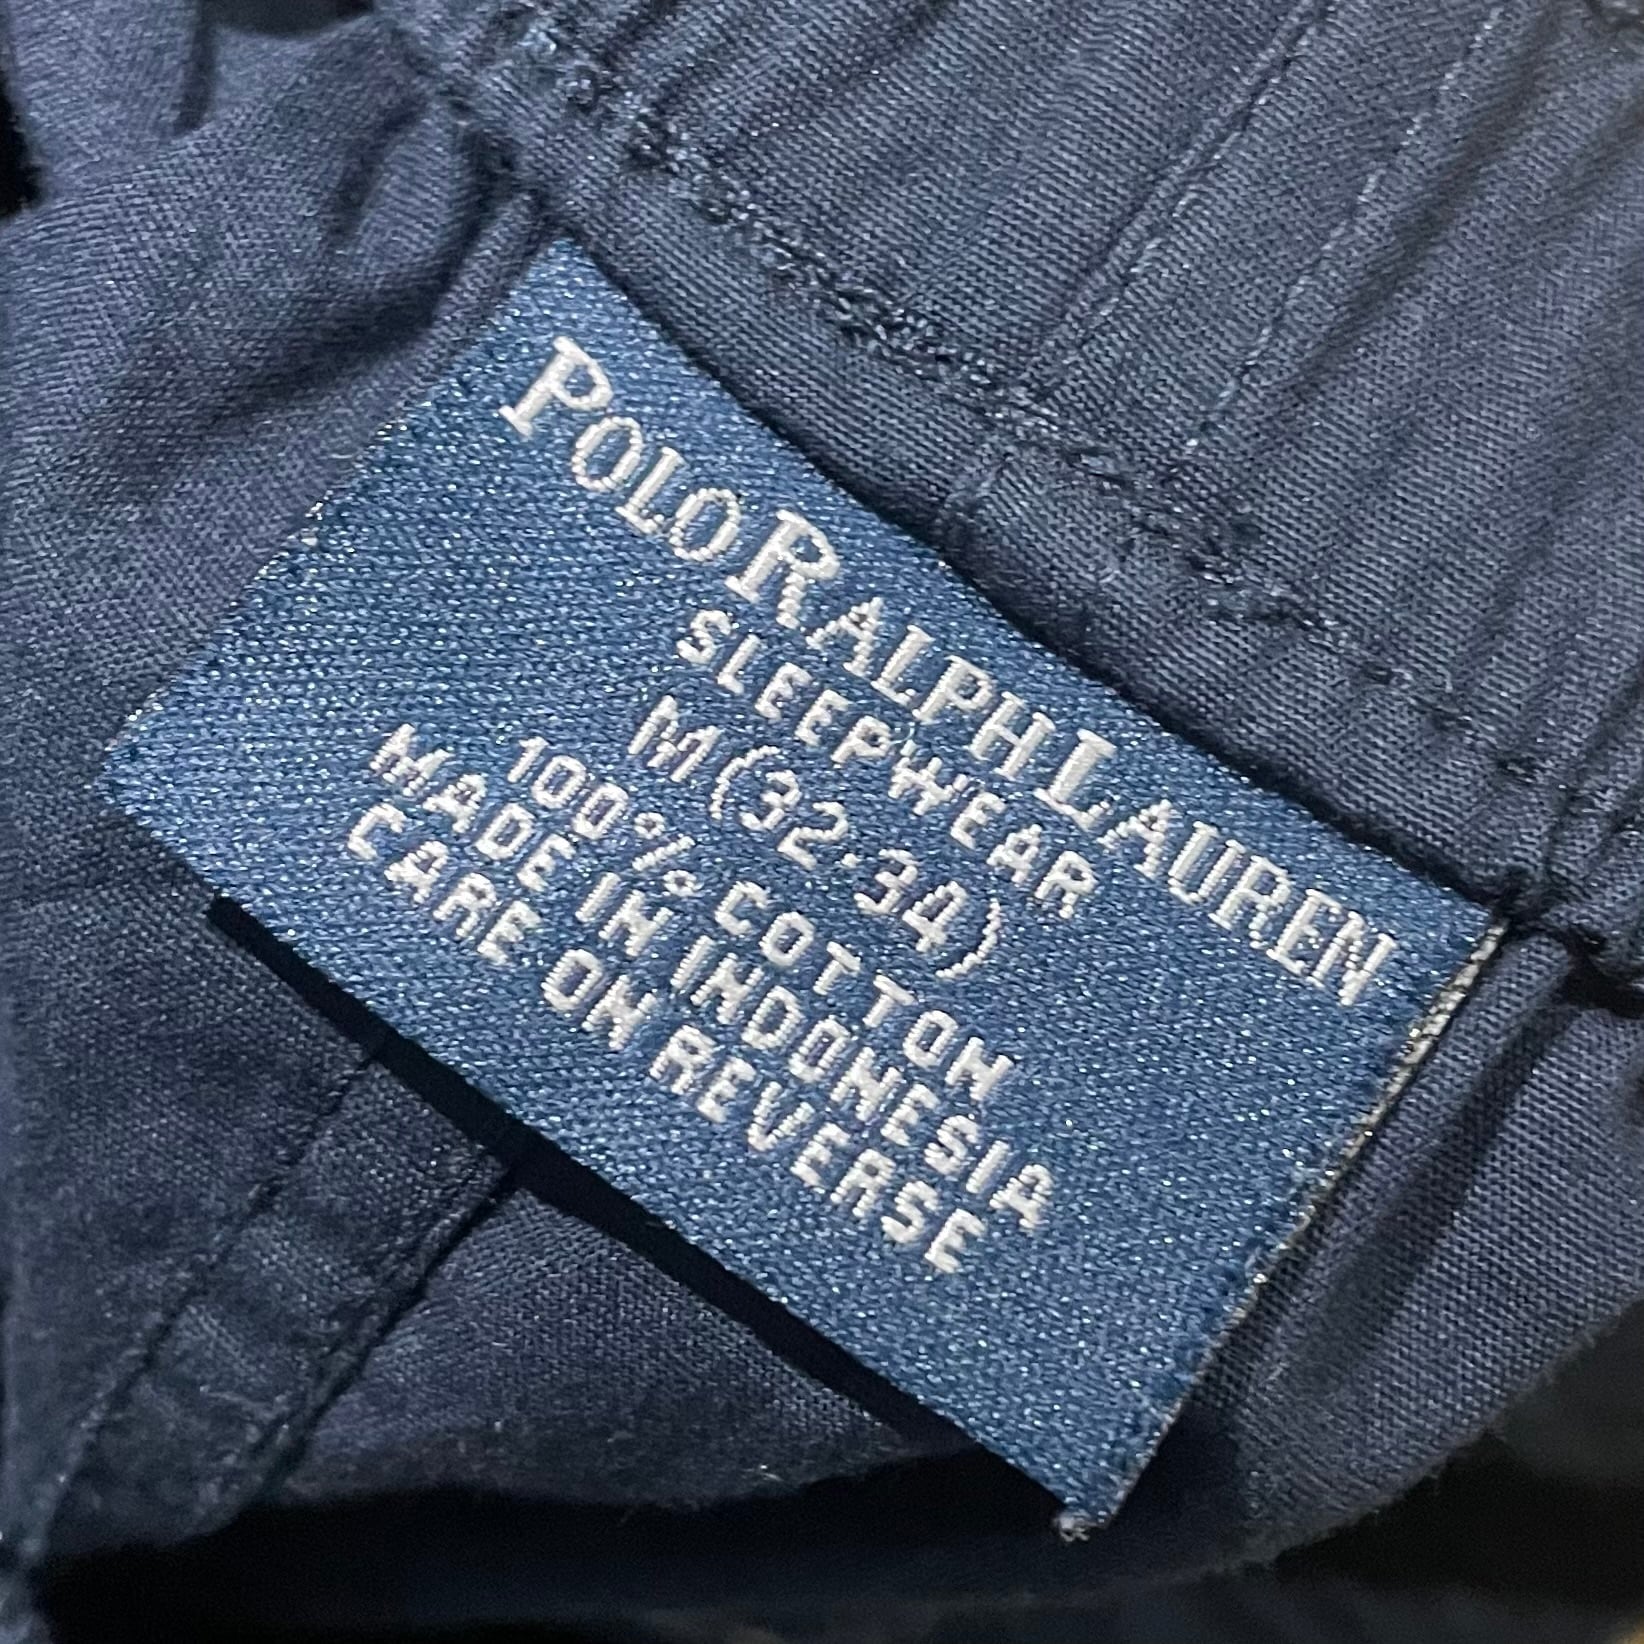 POLO RALPH LAUREN
SLEEPWEAR
M(32·34)
100% COTTON
MADE IN INDONESIA
CARE ON REVERSE